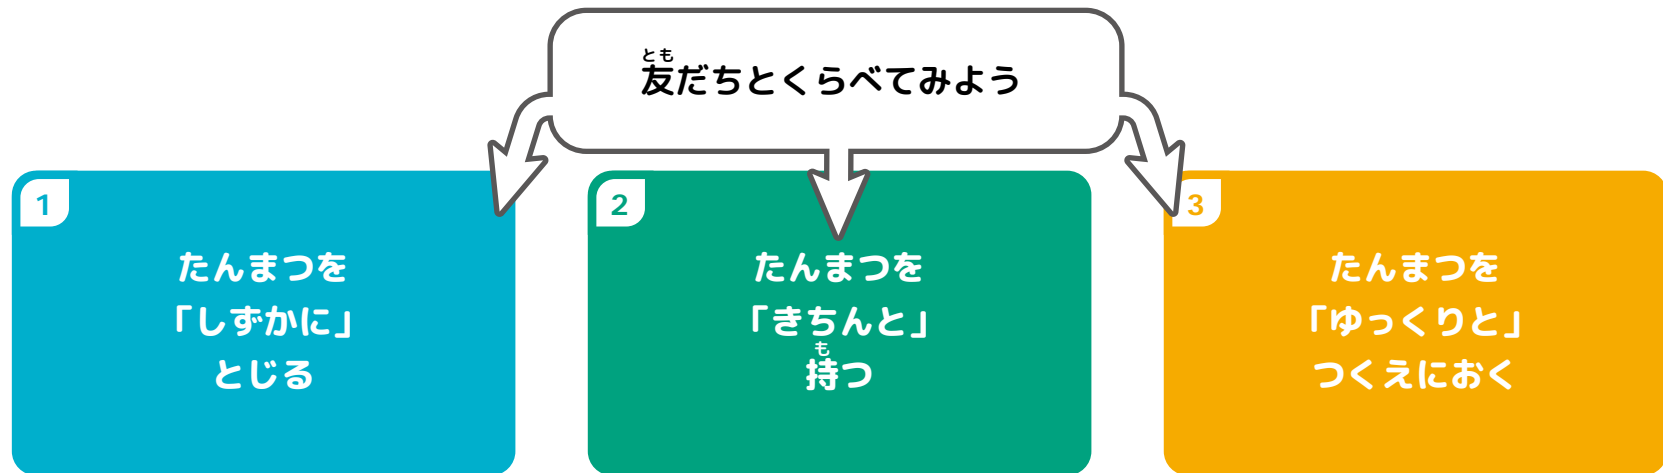 友だちとくらべてみよう
とも
1
たんまつを
「しずかに」
とじる
2
たんまつを
「きちんと」
持つ
も
3
たんまつを
「ゆっくりと」
つくえにおく